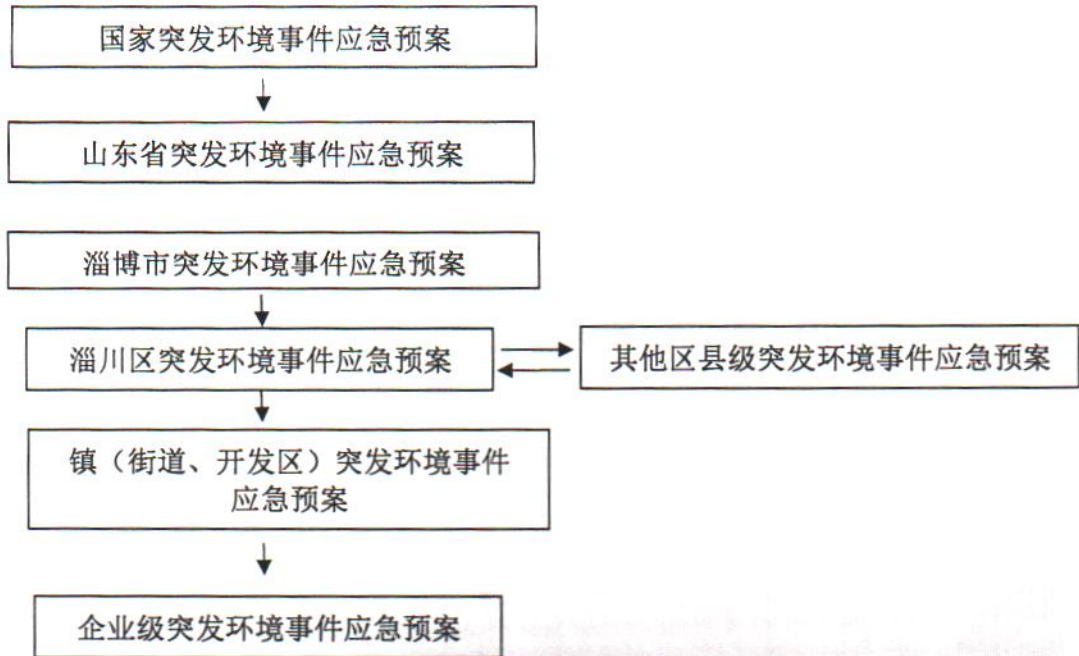 国家突发环境事件应急预案
山东省突发环境事件应急预案
淄博市突发环境事件应急预案
淄川区突发环境事件应急预案
其他区县级突发环境事件应急预案
镇（街道、开发区）突发环境事件
应急预案
企业级突发环境事件应急预案